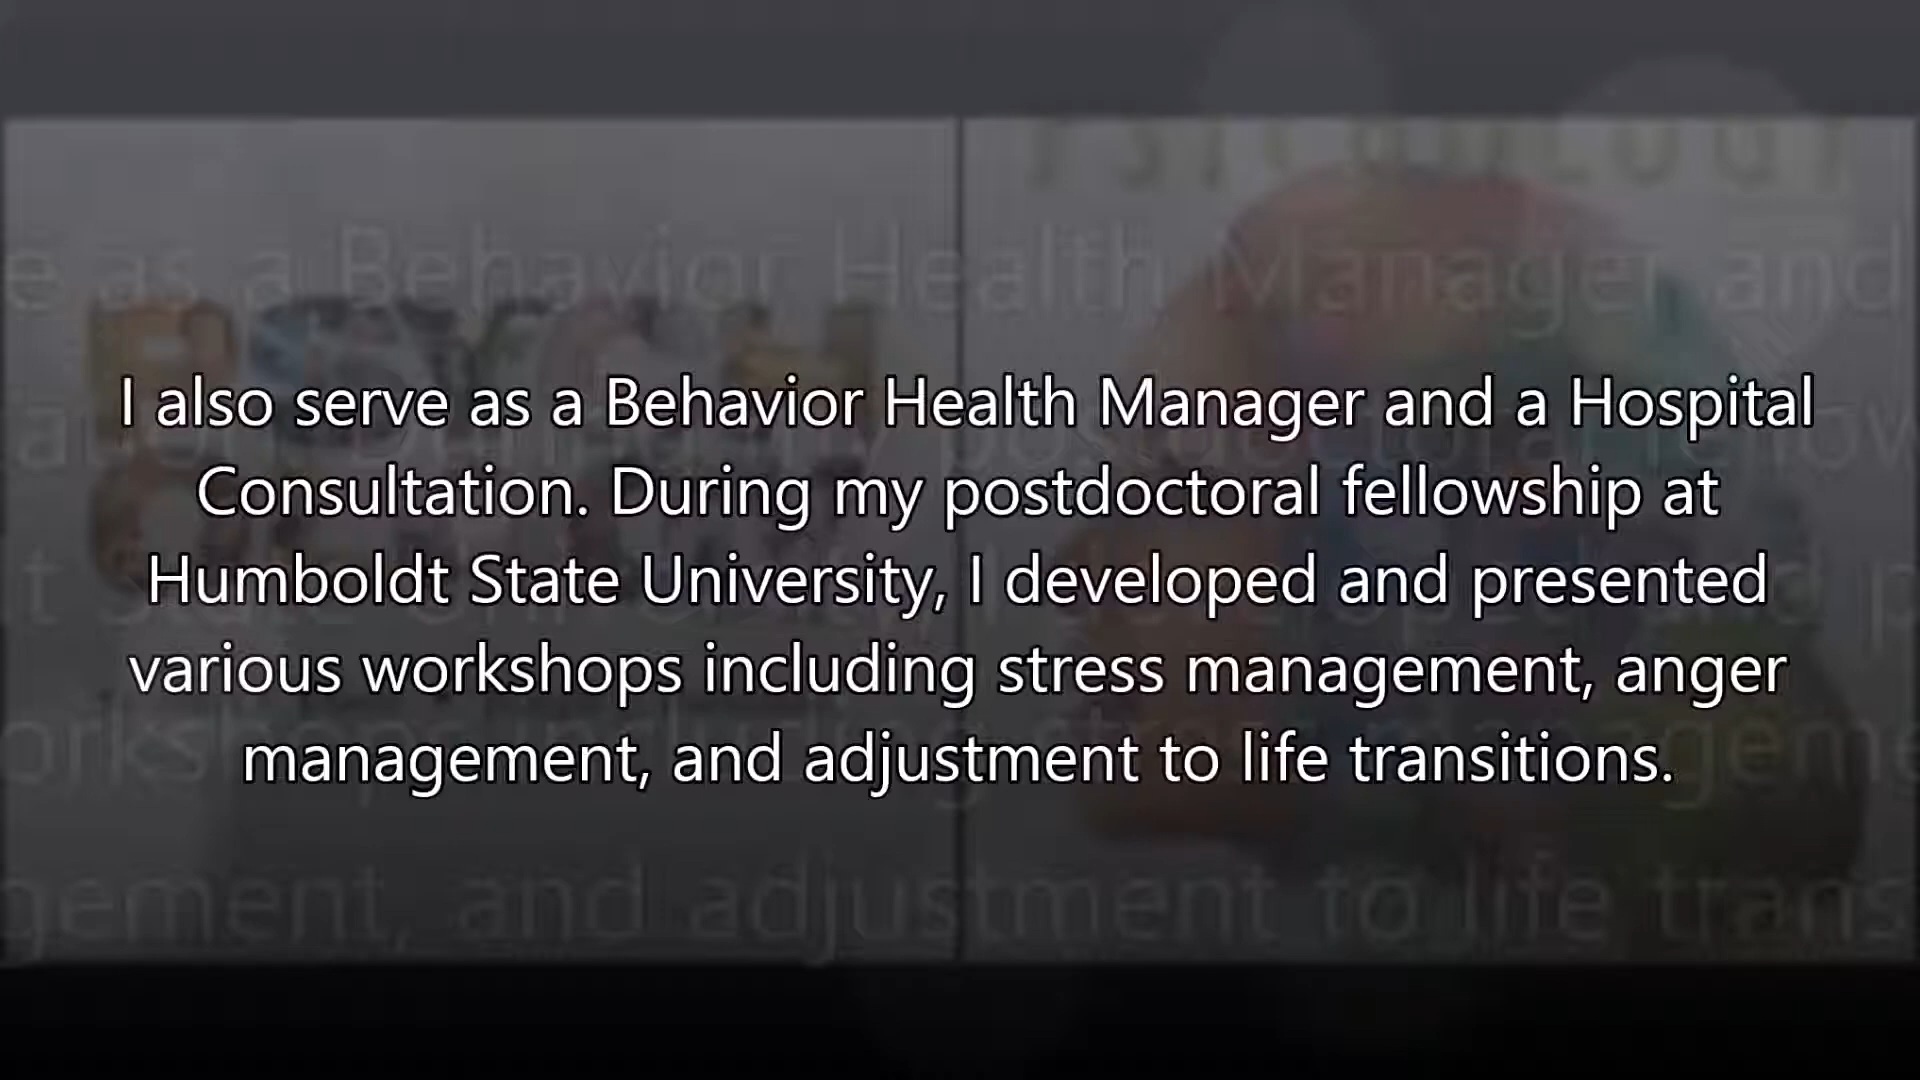 I also serve as a Behavior Health Manager and a Hospital
Consultation. During my postdoctoral fellowship at
Humboldt State University, I developed and presented
various workshops including stress management, anger
management, and adjustment to life transitions.